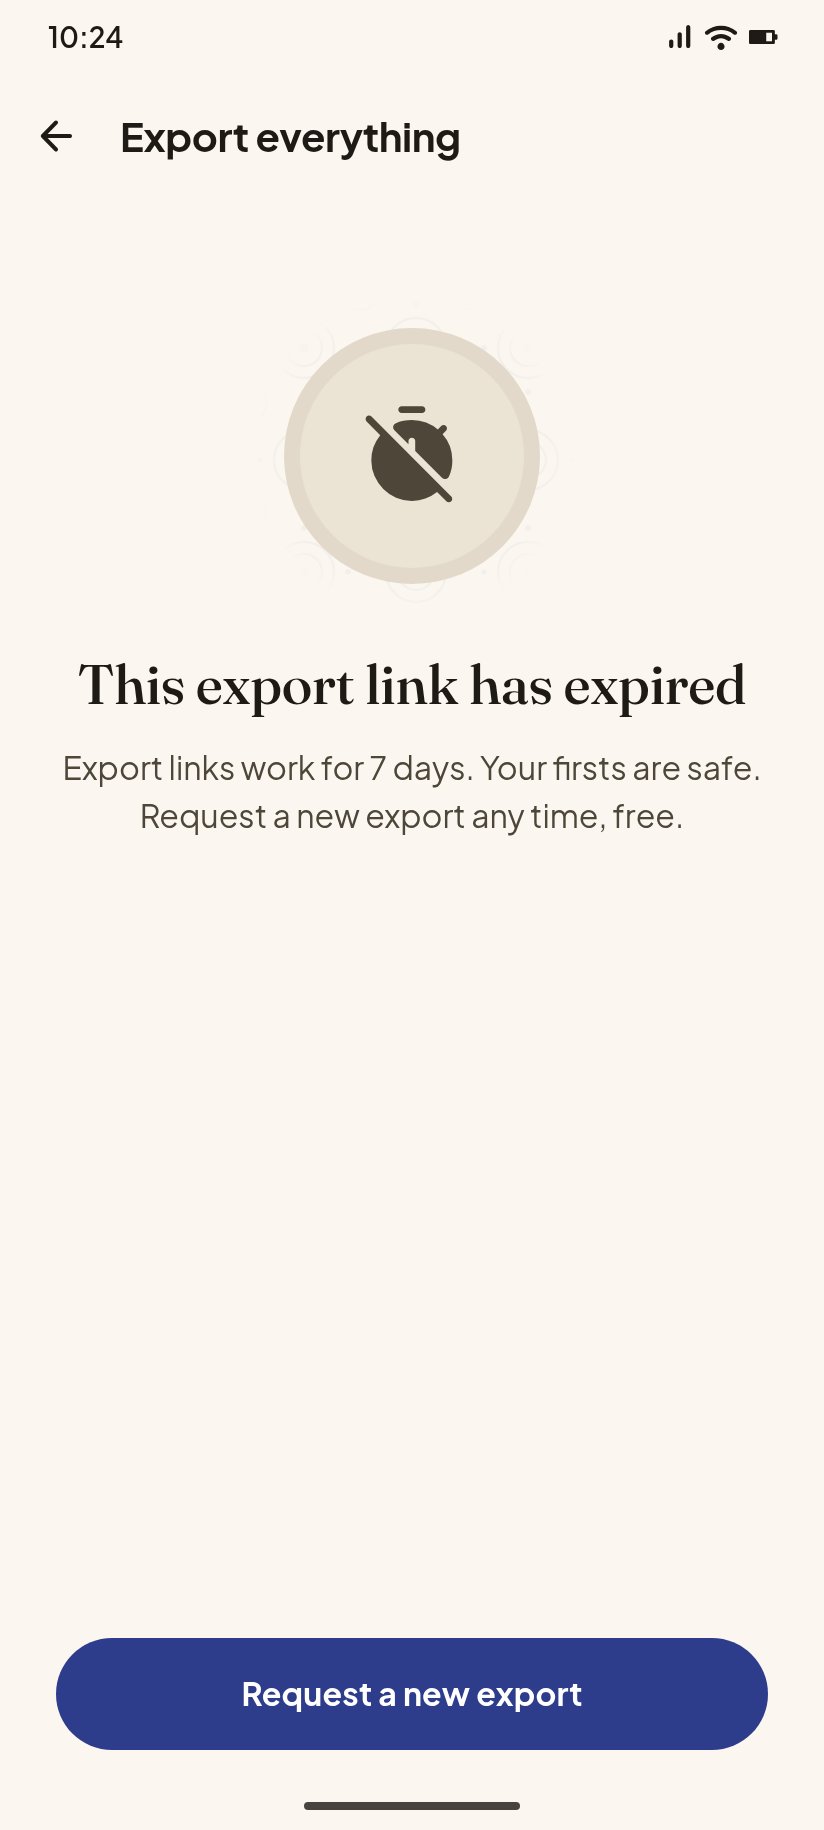 10:24
Export everything
This export link has expired
Export links work for 7 days. Your firsts are safe.
Request a new export any time, free.
Request a new export